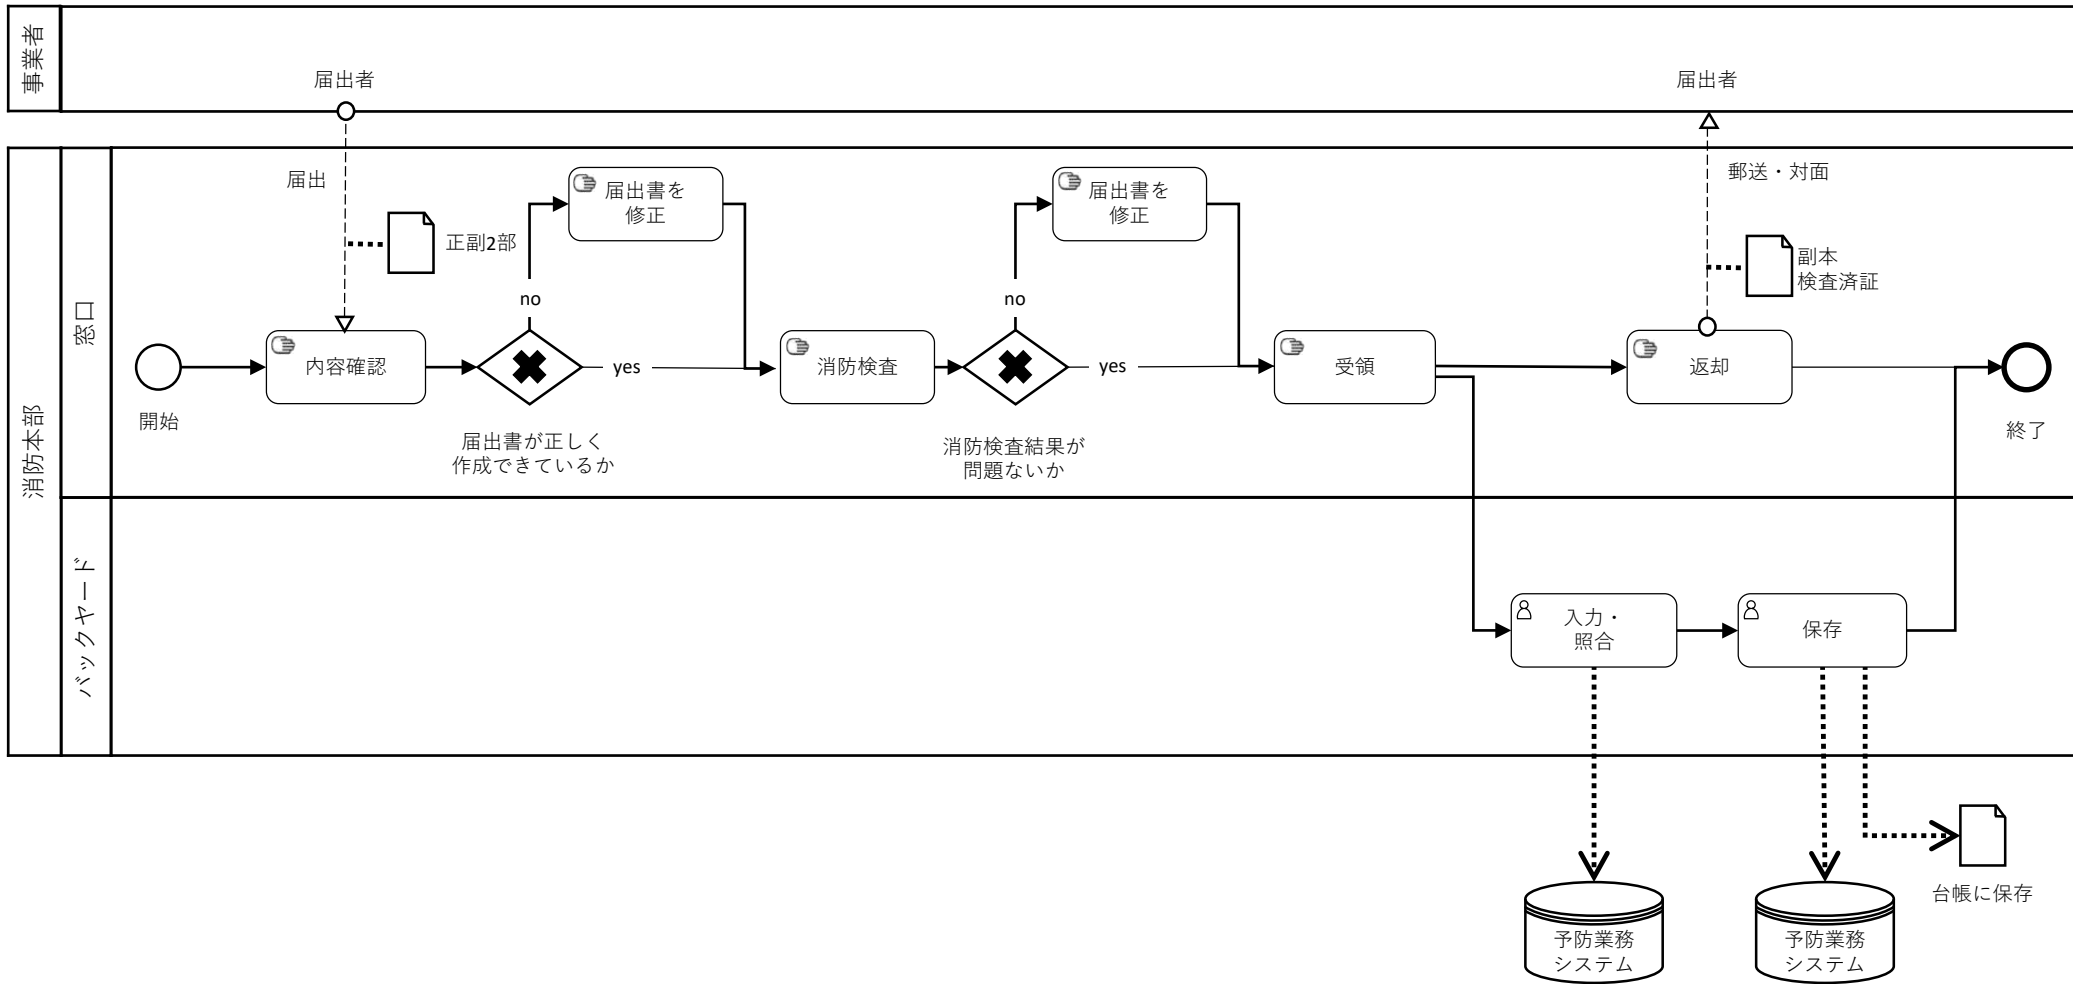 事業者
届出者
届出者
消防本部
窓口
届出
正副2部
届出書を
修正
届出書を
修正
郵送・対面
副本
検査済証
no
no
開始
内容確認
yes
消防検査
yes
受領
返却
終了
届出書が正しく
作成できているか
消防検査結果が
問題ないか
バックヤード
入力・
照合
保存
台帳に保存
予防業務
システム
予防業務
システム